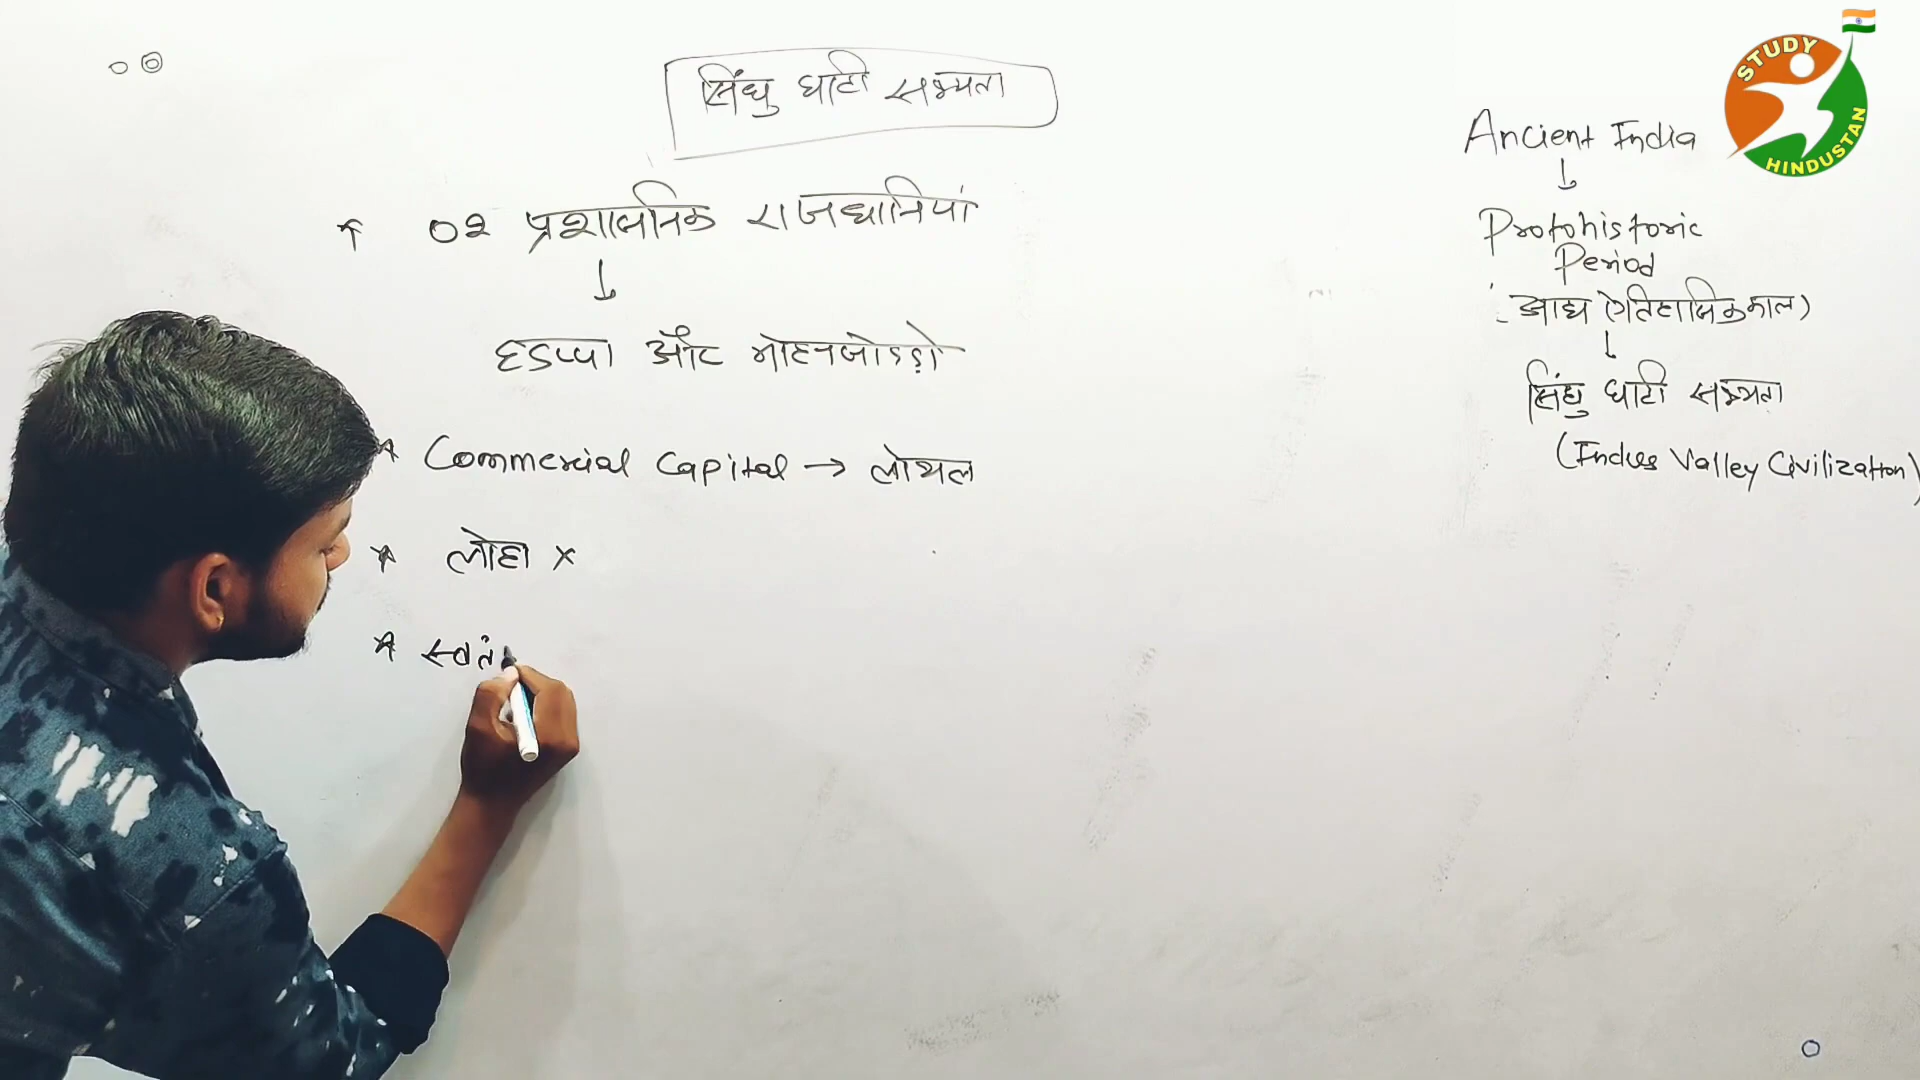 सिंधु घाटी सभ्यता
* 02 प्रशासनिक राजधानियां
↓
हडप्पा और मोहनजोदड़ो
* Commercial Capital → लोथल
* लोहा ×
* स्वतं
Ancient India
↓
Protohistoric
Period
(आद्य ऐतिहासिक काल)
↓
सिंधु घाटी सभ्यता
(Indus Valley Civilization)
STUDY
HINDUSTAN